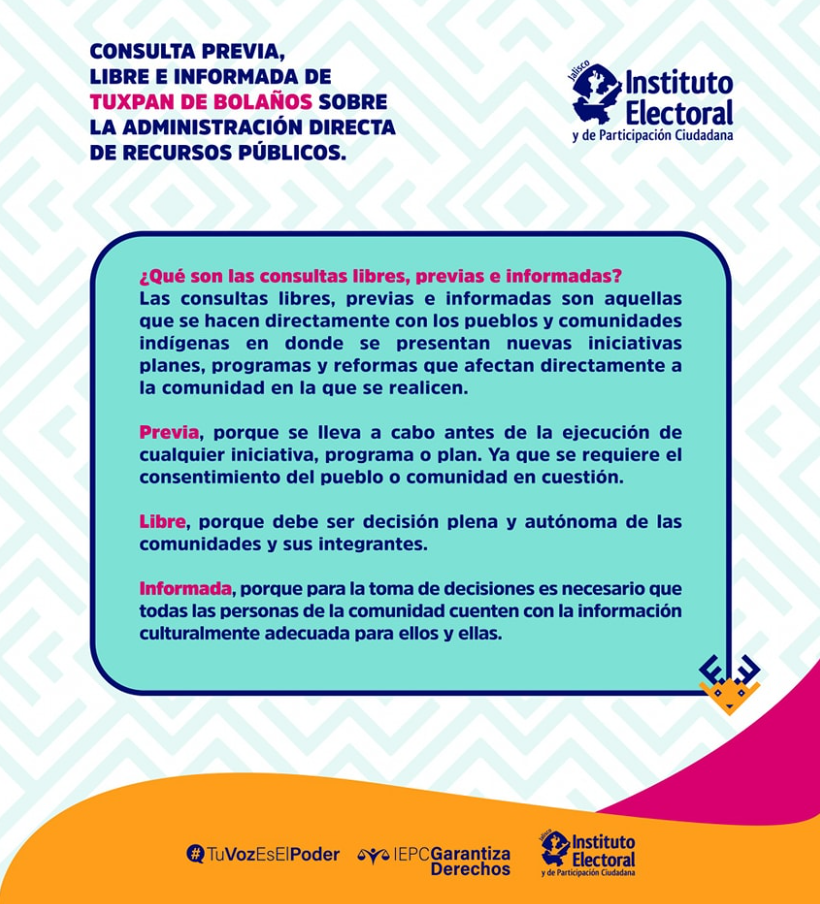 CONSULTA PREVIA,
LIBRE E INFORMADA DE
TUXPAN DE BOLAÑOS SOBRE
LA ADMINISTRACIÓN DIRECTA
DE RECURSOS PÚBLICOS.
Jalisco
Instituto
Electoral
y de Participación Ciudadana
¿Qué son las consultas libres, previas e informadas?
Las consultas libres, previas e informadas son aquellas
que se hacen directamente con los pueblos y comunidades
indígenas en donde se presentan nuevas iniciativas
planes, programas y reformas que afectan directamente a
la comunidad en la que se realicen.
Previa, porque se lleva a cabo antes de la ejecución de
cualquier iniciativa, programa o plan. Ya que se requiere el
consentimiento del pueblo o comunidad en cuestión.
Libre, porque debe ser decisión plena y autónoma de las
comunidades y sus integrantes.
Informada, porque para la toma de decisiones es necesario que
todas las personas de la comunidad cuenten con la información
culturalmente adecuada para ellos y ellas.
#TuVozEsElPoder
IEPCGarantiza
Derechos
Jalisco
Instituto
Electoral
y de Participación Ciudadana